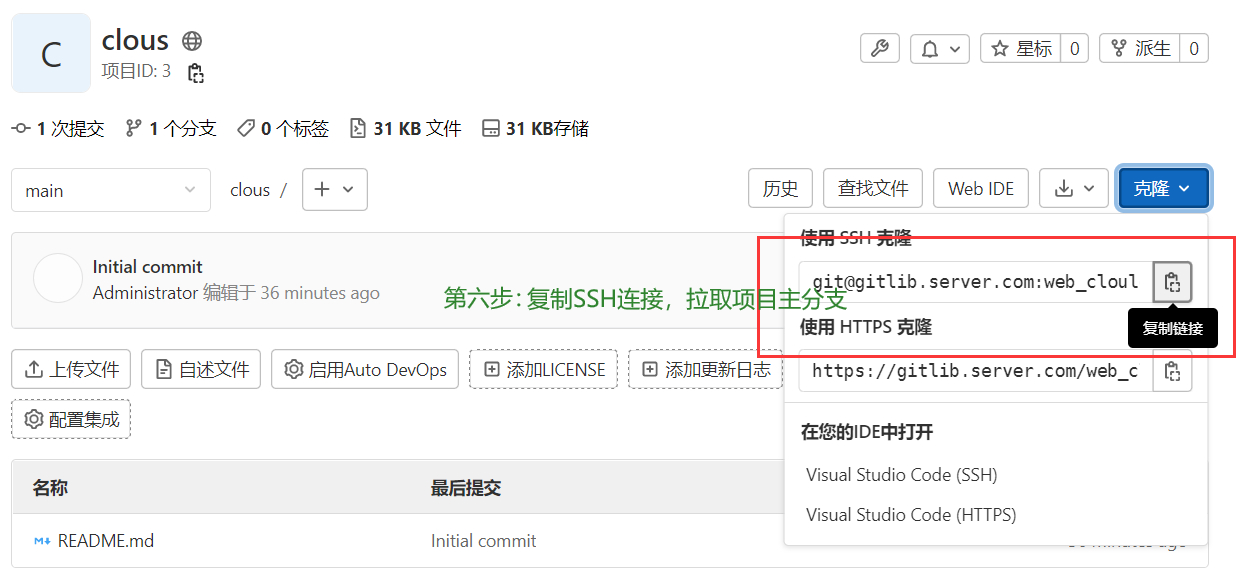 C
clous
项目ID: 3
星标 0
派生 0
1 次提交 1 个分支 0 个标签 31 KB 文件 31 KB存储
main
clous /
历史
查找文件
Web IDE
克隆
使用 SSH 克隆
git@gitlib.server.com:web_cloul
复制链接
使用 HTTPS 克隆
https://gitlib.server.com/web_c
在您的IDE中打开
Visual Studio Code (SSH)
Visual Studio Code (HTTPS)
Initial commit
Administrator 编辑于 36 minutes ago
第六步：复制SSH连接，拉取项目主分支
上传文件
自述文件
启用Auto DevOps
添加LICENSE
添加更新日志
配置集成
名称 最后提交
README.md Initial commit